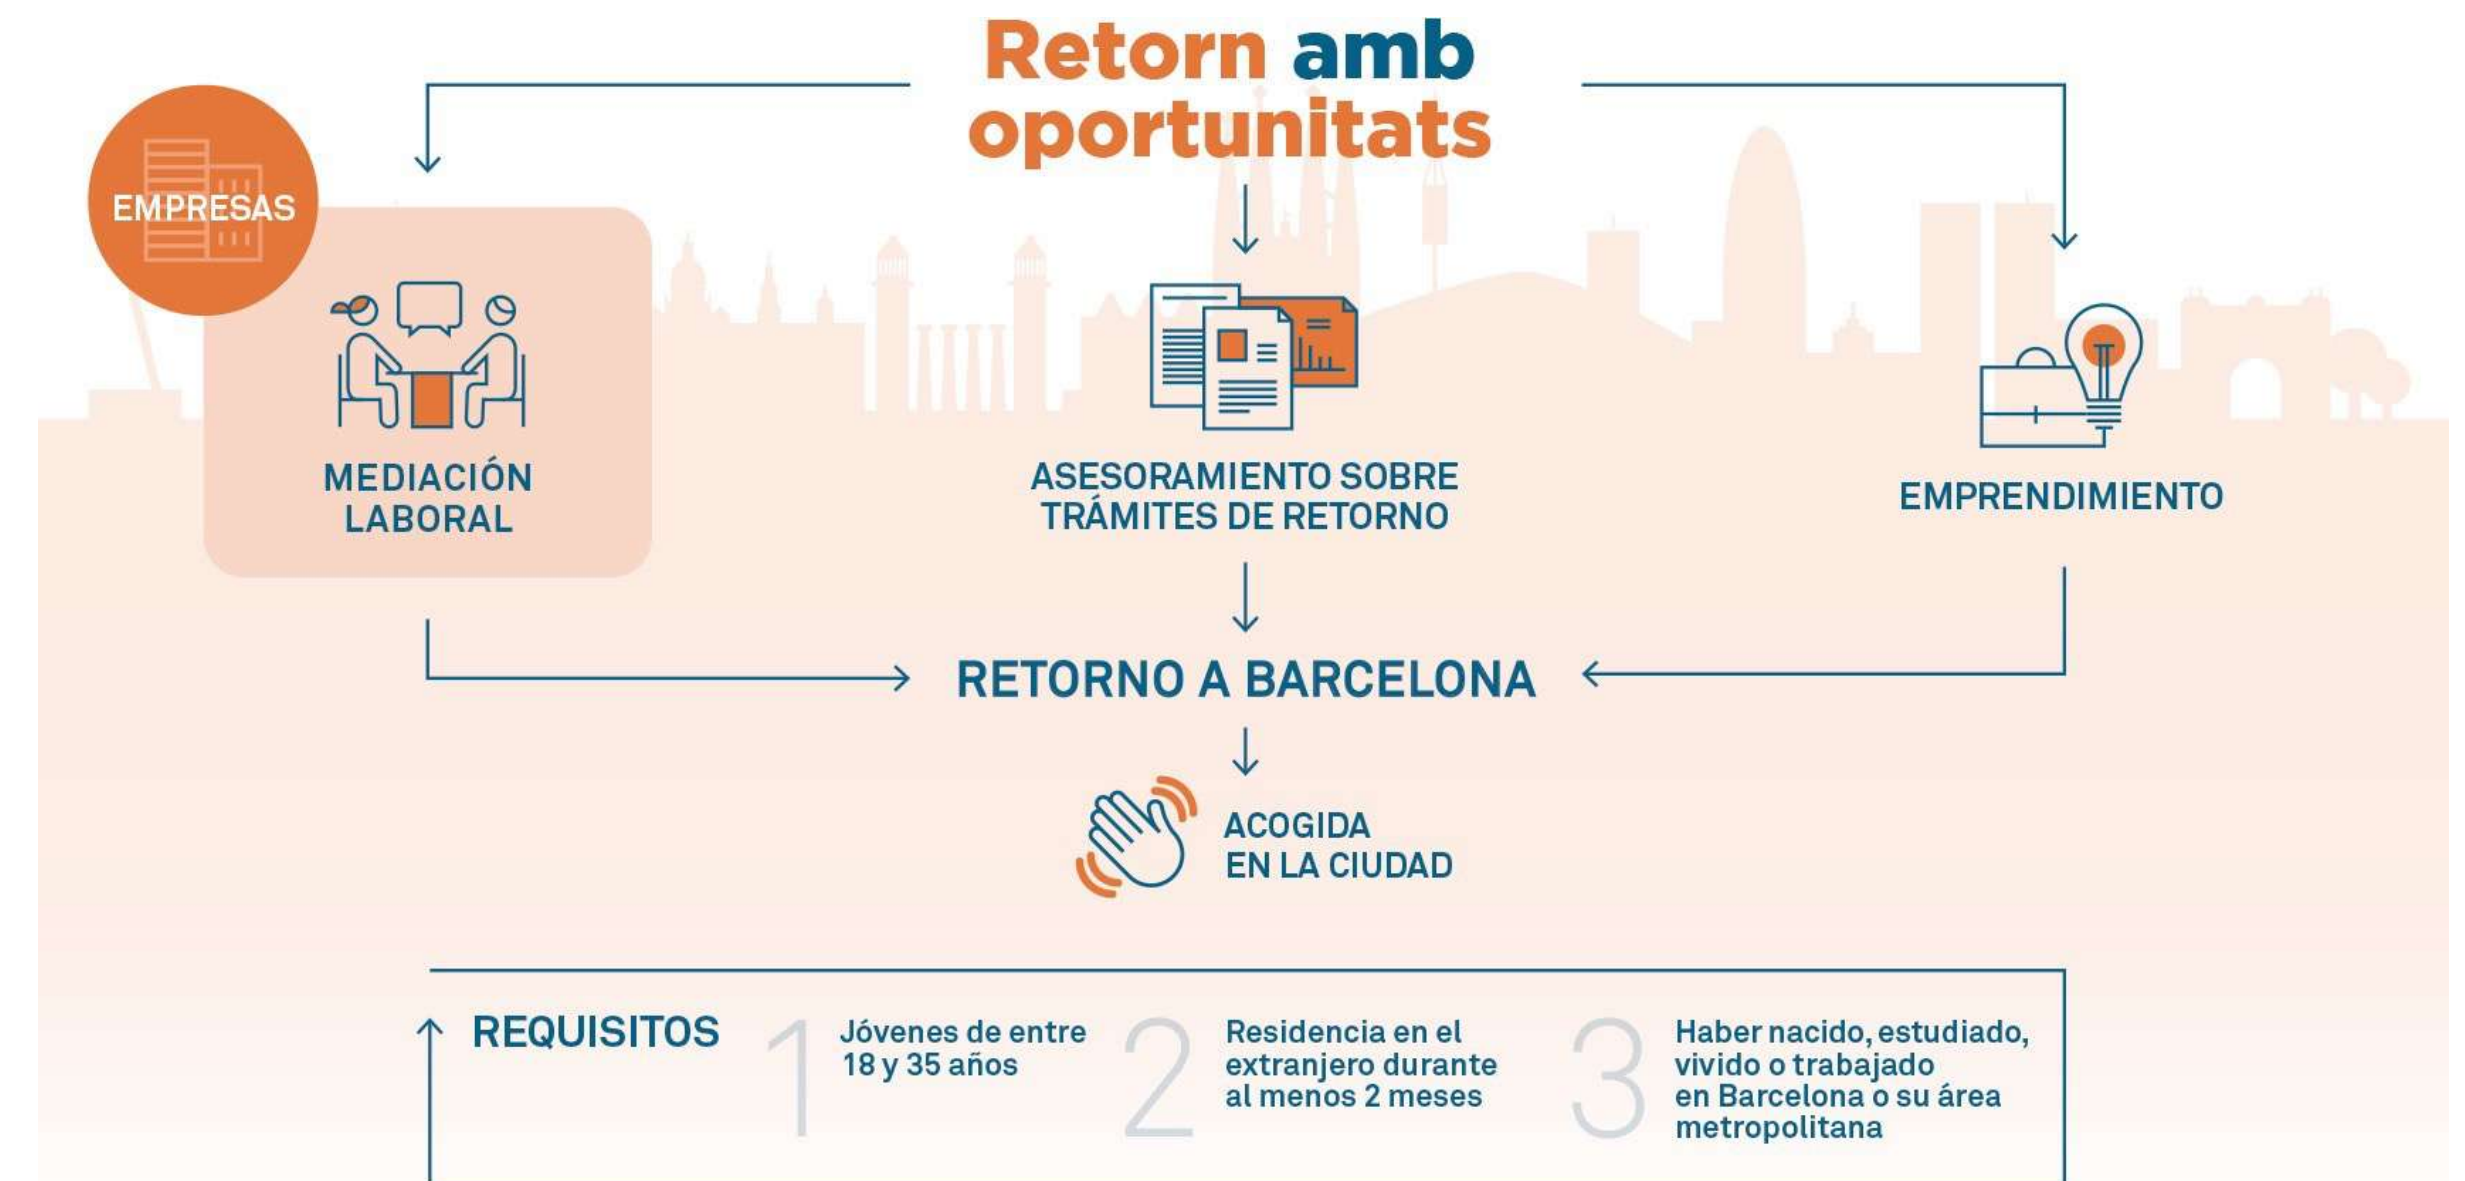 Retorn amb
oportunitats
EMPRESAS
MEDIACIÓN
LABORAL
ASESORAMIENTO SOBRE
TRÁMITES DE RETORNO
EMPRENDIMIENTO
RETORNO A BARCELONA
ACOGIDA
EN LA CIUDAD
REQUISITOS
1
Jóvenes de entre
18 y 35 años
2
Residencia en el
extranjero durante
al menos 2 meses
3
Haber nacido, estudiado,
vivido o trabajado
en Barcelona o su área
metropolitana